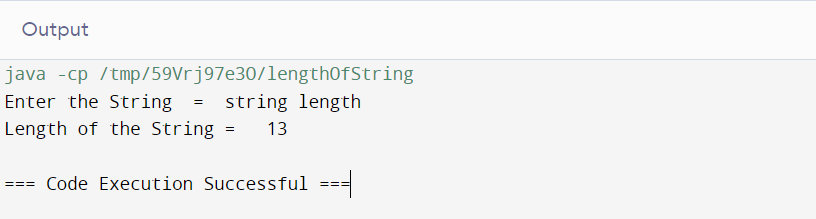 Output
java -cp /tmp/59Vrj97e3O/lengthOfString
Enter the String  =  string length
Length of the String =   13
=== Code Execution Successful ===